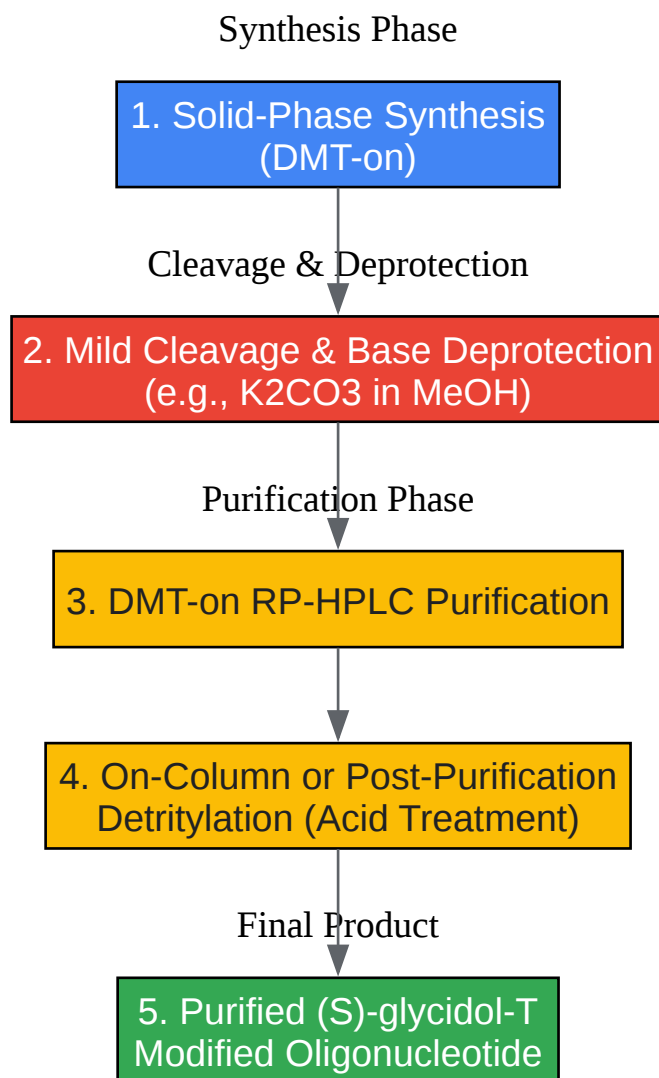 Synthesis Phase
1. Solid-Phase Synthesis
(DMT-on)
Cleavage & Deprotection
2. Mild Cleavage & Base Deprotection
(e.g., K2CO3 in MeOH)
Purification Phase
3. DMT-on RP-HPLC Purification
4. On-Column or Post-Purification
Detritylation (Acid Treatment)
Final Product
5. Purified (S)-glycidol-T
Modified Oligonucleotide